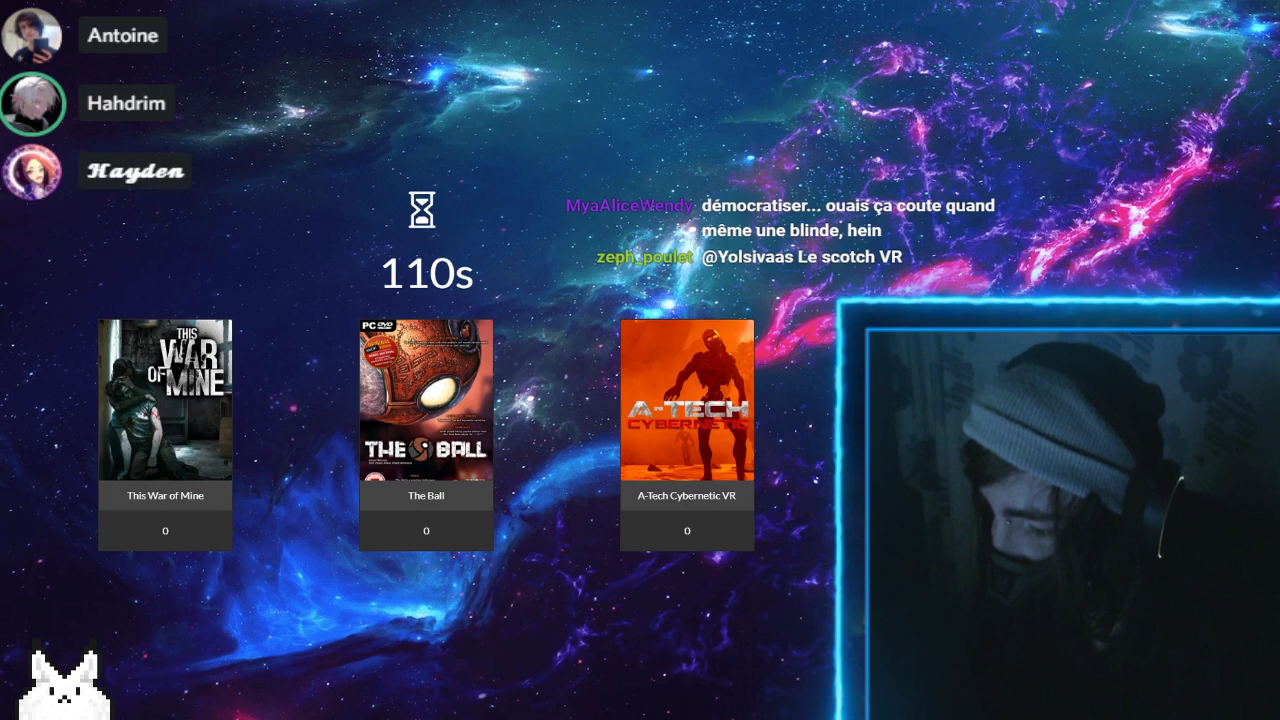 Antoine
Hahdrim
Hayden
MyaAliceWendy démocratiser... ouais ça coute quand
même une blinde, hein
zeph_poulet @Yolsivaas Le scotch VR
110s
THIS
WAR
OF MINE
PC DVD
THE BALL
A-TECH
CYBERNETIC
This War of Mine
The Ball
A-Tech Cybernetic VR
0
0
0